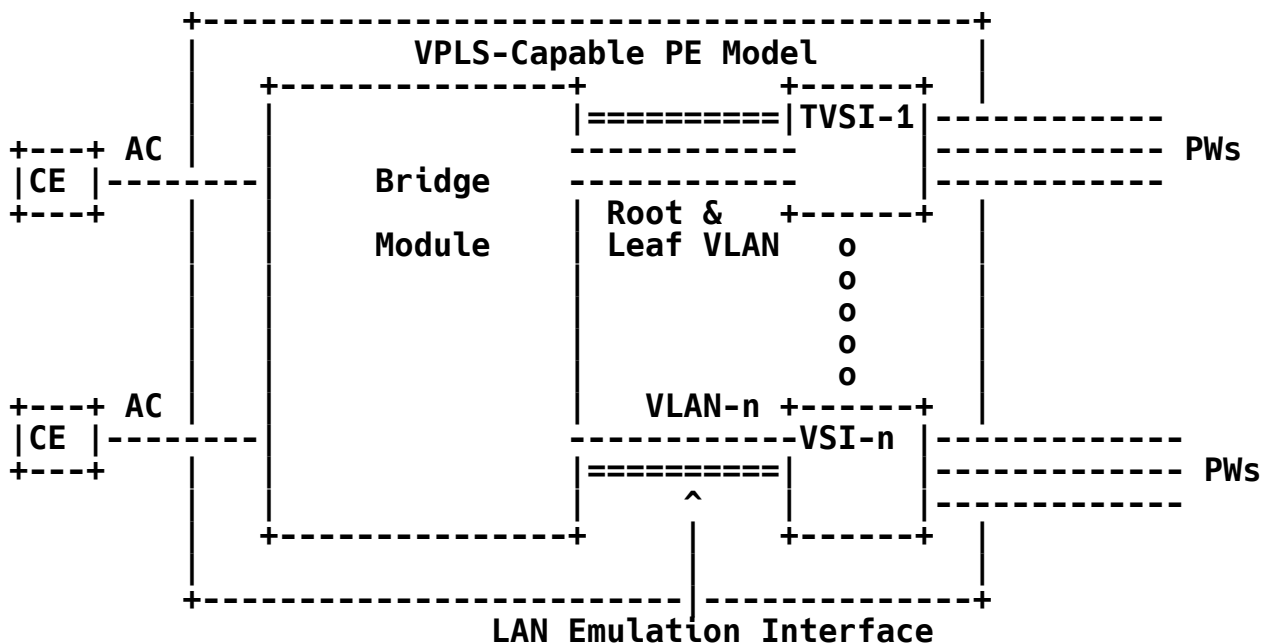 +-----------------------------------------+
|           VPLS-Capable PE Model         |
|   +---------------+          +------+   |
|   |               |==========|TVSI-1|------------
+---+ AC |   |               ------------       |------------ PWs
|CE |--------|     Bridge    ------------       |------------
+---+    |   |               | Root &   +------+   |
|   |     Module    | Leaf VLAN   o      |
|   |               |             o      |
|   |               |             o      |
|   |               |             o      |
|   |               |             o      |
+---+ AC |   |               |   VLAN-n +------+   |
|CE |--------|               ------------VSI-n |-------------
+---+    |   |               |==========|      |------------- PWs
|   |               |     ^    |      |-------------
|   +---------------+     |    +------+   |
|                         |               |
+-------------------------|---------------+
LAN Emulation Interface